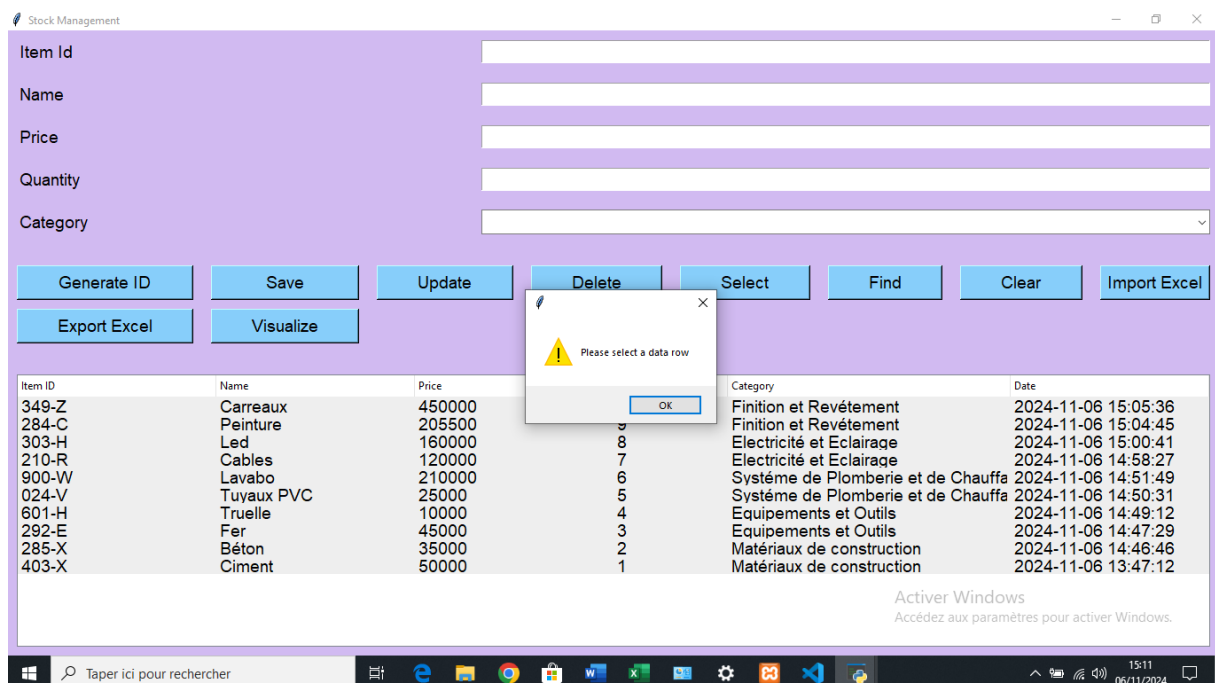 Stock Management
Item Id
Name
Price
Quantity
Category
Generate ID Save Update Delete Select Find Clear Import Excel
Export Excel Visualize
Please select a data row
OK
Item ID Name Price Category Date
349-Z Carreaux 450000 Finition et Revétement 2024-11-06 15:05:36
284-C Peinture 205500 9 Finition et Revétement 2024-11-06 15:04:45
303-H Led 160000 8 Electricité et Eclairage 2024-11-06 15:00:41
210-R Cables 120000 7 Electricité et Eclairage 2024-11-06 14:58:27
900-W Lavabo 210000 6 Systéme de Plomberie et de Chauffa 2024-11-06 14:51:49
024-V Tuyaux PVC 25000 5 Systéme de Plomberie et de Chauffa 2024-11-06 14:50:31
601-H Truelle 10000 4 Equipements et Outils 2024-11-06 14:49:12
292-E Fer 45000 3 Equipements et Outils 2024-11-06 14:47:29
285-X Béton 35000 2 Matériaux de construction 2024-11-06 14:46:46
403-X Ciment 50000 1 Matériaux de construction 2024-11-06 13:47:12
Activer Windows
Accédez aux paramètres pour activer Windows.
Taper ici pour rechercher
15:11
06/11/2024